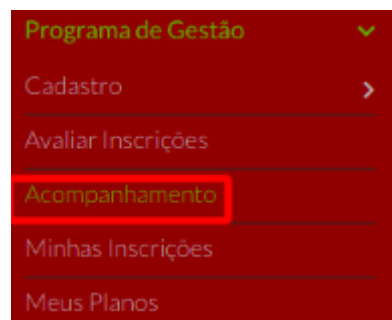 Programa de Gestão
Cadastro
Avaliar Inscrições
Acompanhamento
Minhas Inscrições
Meus Planos